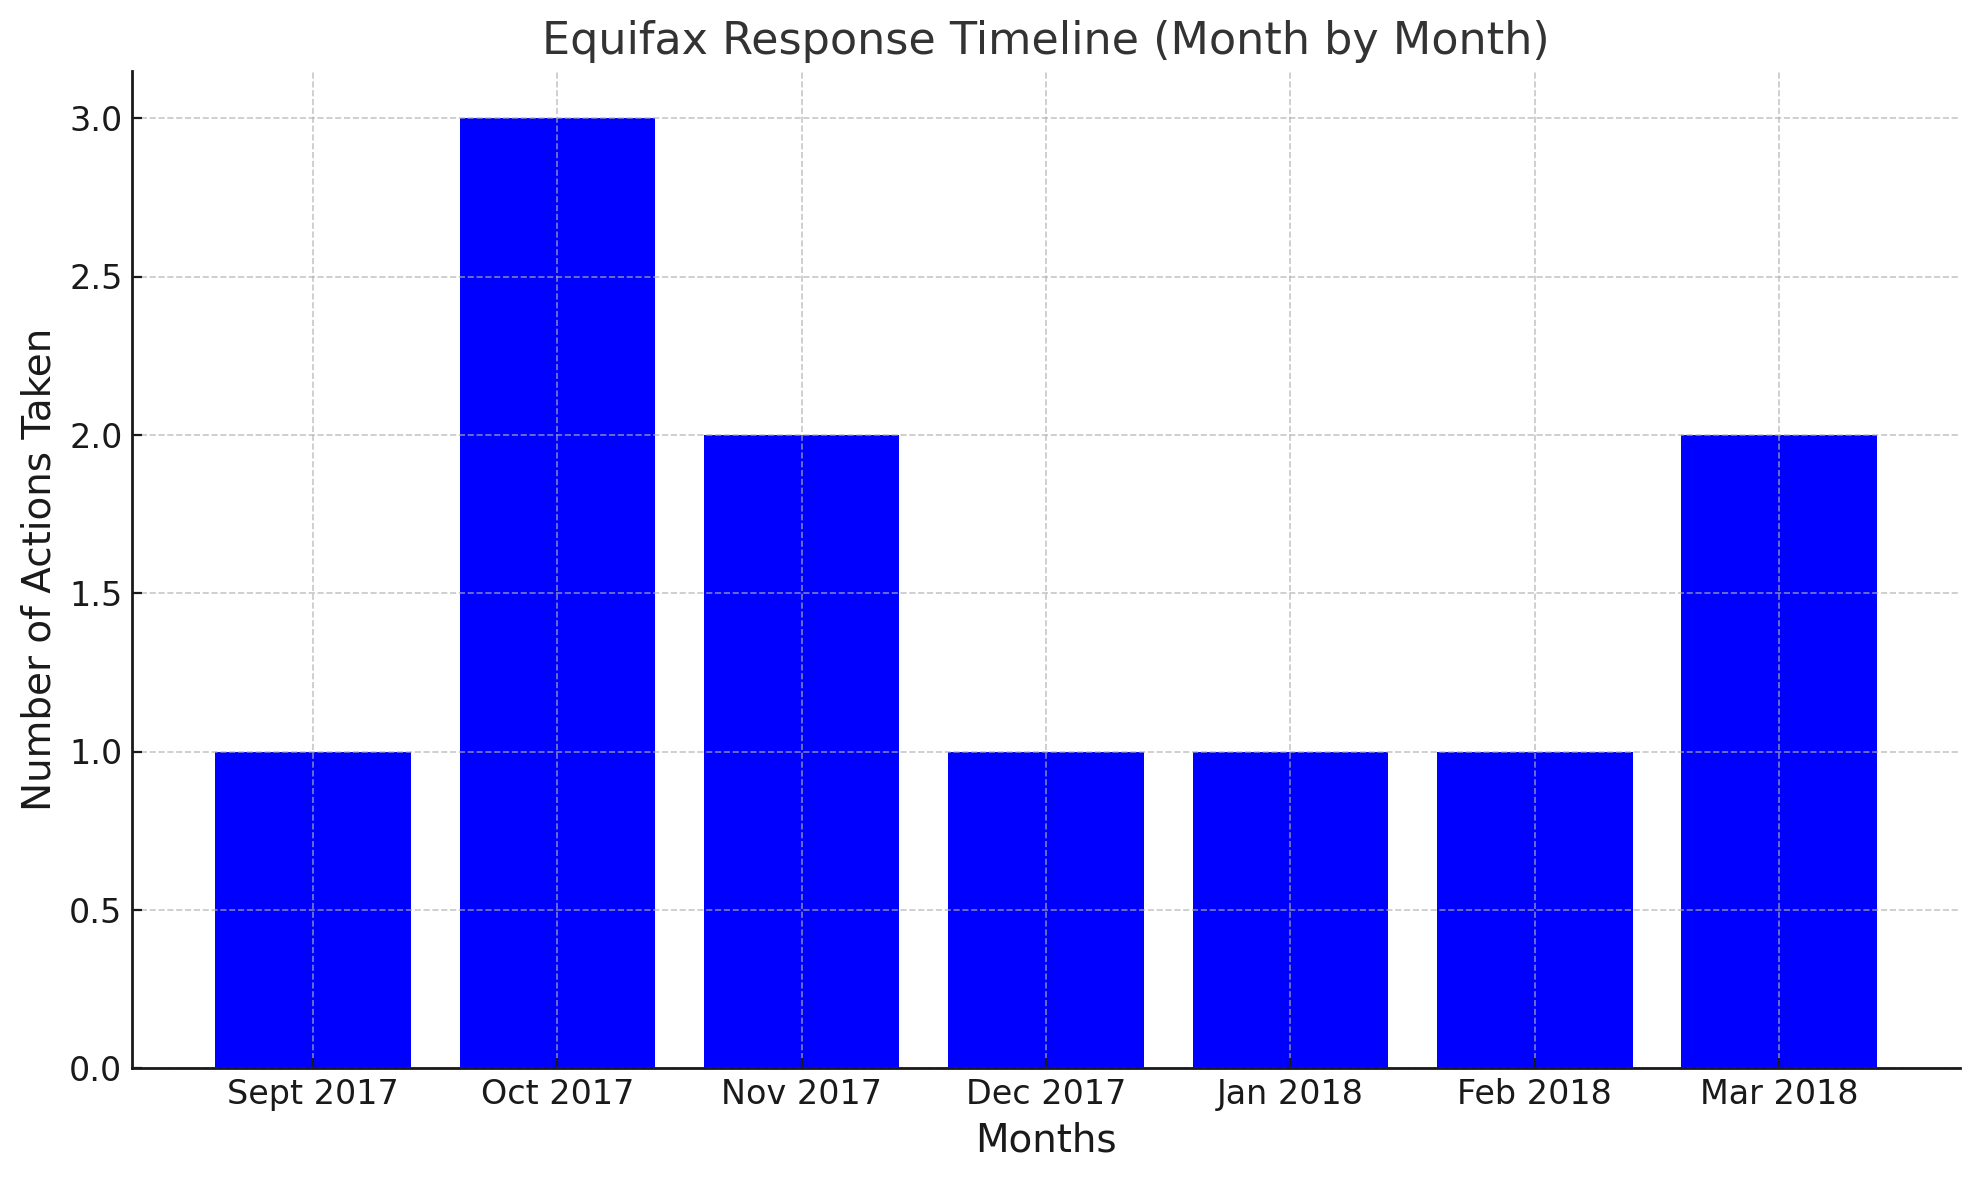 Equifax Response Timeline (Month by Month)
Number of Actions Taken
3.0
2.5
2.0
1.5
1.0
0.5
0.0
Sept 2017 Oct 2017 Nov 2017 Dec 2017 Jan 2018 Feb 2018 Mar 2018
Months